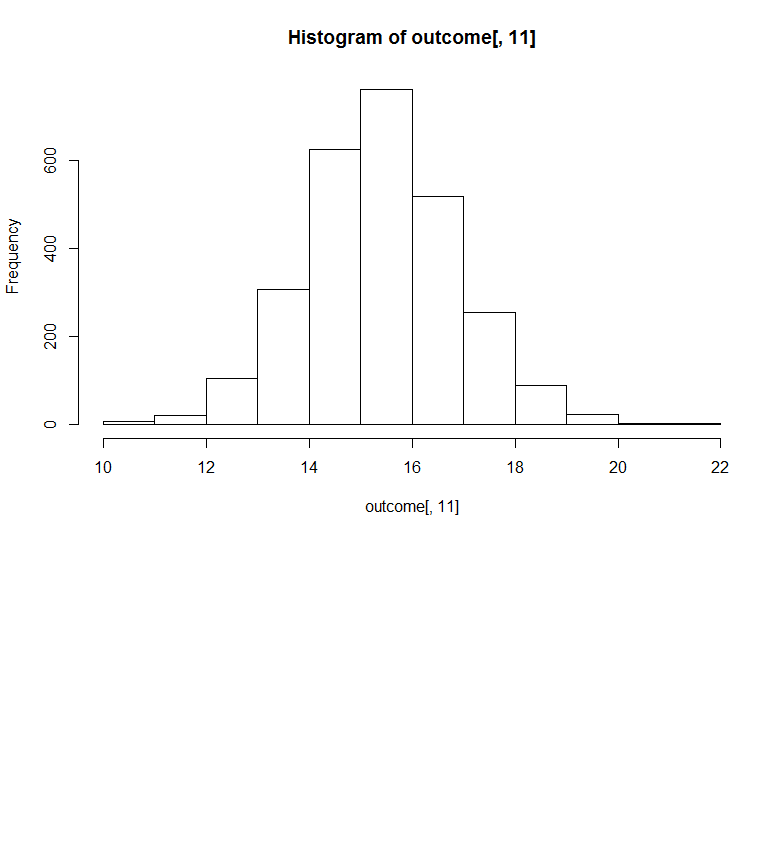 Histogram of outcome[, 11]
Frequency
600
400
200
0
10 12 14 16 18 20 22
outcome[, 11]